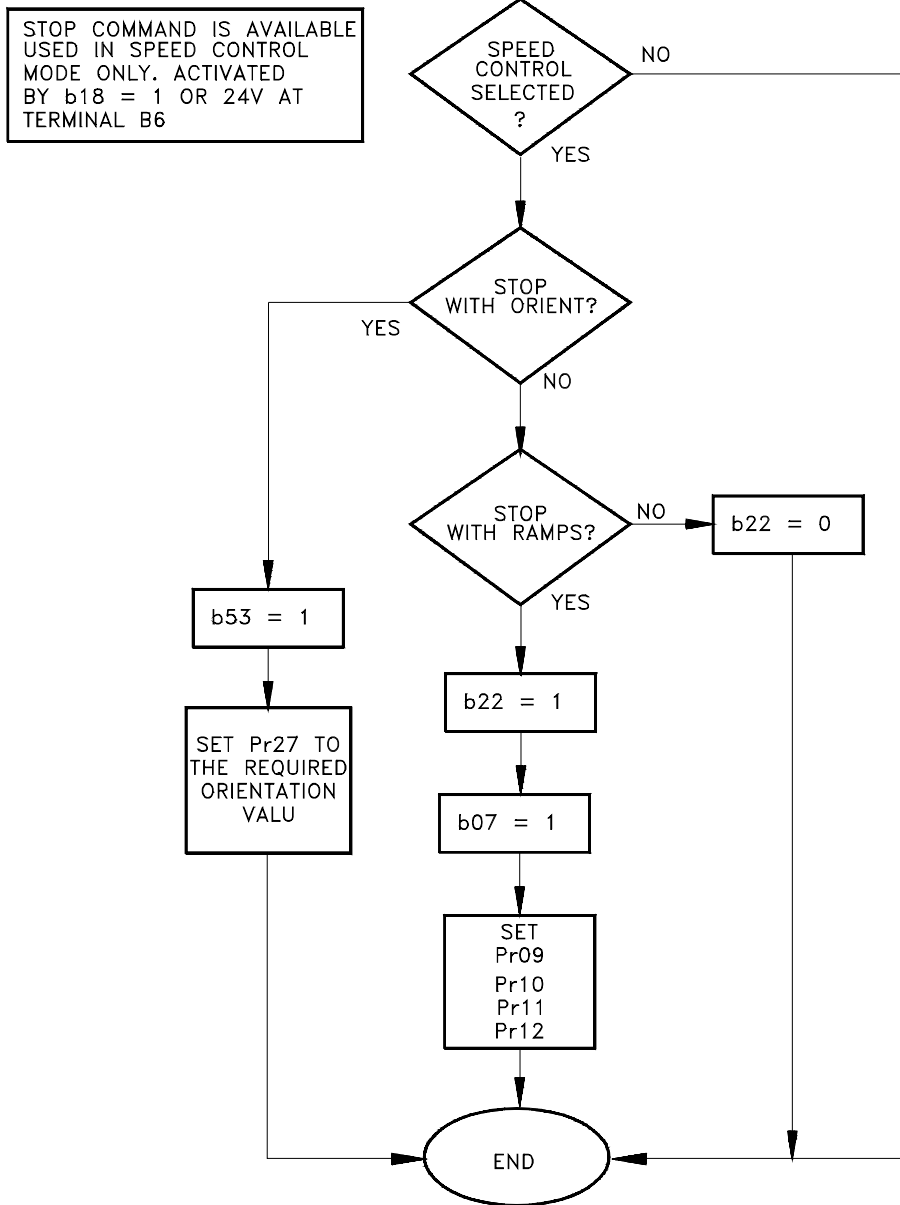 STOP COMMAND IS AVAILABLE
USED IN SPEED CONTROL
MODE ONLY. ACTIVATED
BY b18 = 1 OR 24V AT
TERMINAL B6
SPEED
CONTROL
SELECTED
?
NO
YES
STOP
WITH ORIENT?
YES
NO
STOP
WITH RAMPS?
NO
b22 = 0
YES
b53 = 1
b22 = 1
SET Pr27 TO
THE REQUIRED
ORIENTATION
VALU
b07 = 1
SET
Pr09
Pr10
Pr11
Pr12
END